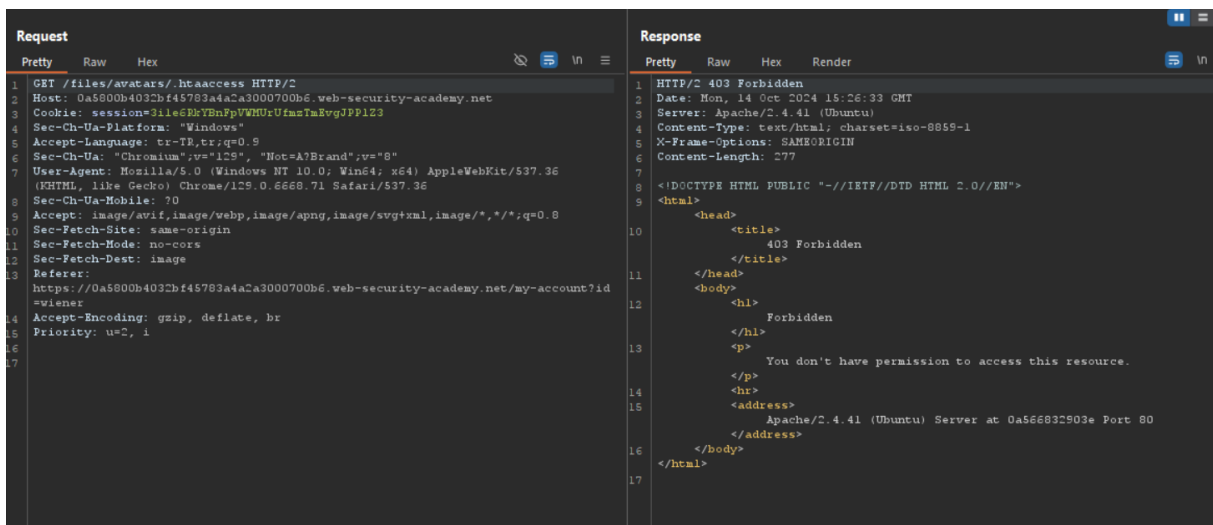 Request
Pretty Raw Hex
\n
1 GET /files/avatars/.htaaccess HTTP/2
2 Host: 0a5800b4032bf45783a4a2a3000700b6.web-security-academy.net
3 Cookie: session=3ile6RkYBnFpVWMUrUfmzTmEvgJPPlZ3
4 Sec-Ch-Ua-Platform: "Windows"
5 Accept-Language: tr-TR,tr;q=0.9
6 Sec-Ch-Ua: "Chromium";v="129", "Not=A?Brand";v="8"
7 User-Agent: Mozilla/5.0 (Windows NT 10.0; Win64; x64) AppleWebKit/537.36
(KHTML, like Gecko) Chrome/129.0.6668.71 Safari/537.36
8 Sec-Ch-Ua-Mobile: ?0
9 Accept: image/avif,image/webp,image/apng,image/svg+xml,image/*,*/*;q=0.8
10 Sec-Fetch-Site: same-origin
11 Sec-Fetch-Mode: no-cors
12 Sec-Fetch-Dest: image
13 Referer:
https://0a5800b4032bf45783a4a2a3000700b6.web-security-academy.net/my-account?id
=wiener
14 Accept-Encoding: gzip, deflate, br
15 Priority: u=2, i
16
17
Response
Pretty Raw Hex Render
\n
1 HTTP/2 403 Forbidden
2 Date: Mon, 14 Oct 2024 15:26:33 GMT
3 Server: Apache/2.4.41 (Ubuntu)
4 Content-Type: text/html; charset=iso-8859-1
5 X-Frame-Options: SAMEORIGIN
6 Content-Length: 277
7
8 <!DOCTYPE HTML PUBLIC "-//IETF//DTD HTML 2.0//EN">
9 <html>
<head>
10 <title>
403 Forbidden
</title>
11 </head>
<body>
12 <h1>
Forbidden
</h1>
13 <p>
You don't have permission to access this resource.
</p>
14 <hr>
15 <address>
Apache/2.4.41 (Ubuntu) Server at 0a566832903e Port 80
</address>
16 </body>
</html>
17